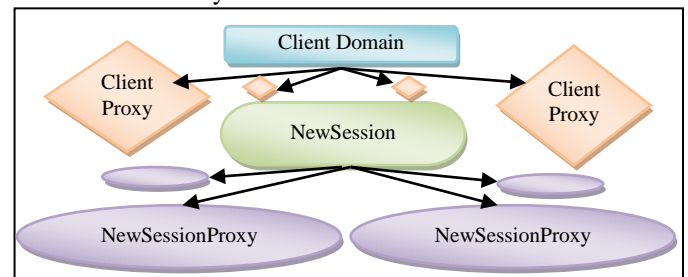 Client Domain
Client
Proxy
Client
Proxy
NewSession
NewSessionProxy
NewSessionProxy